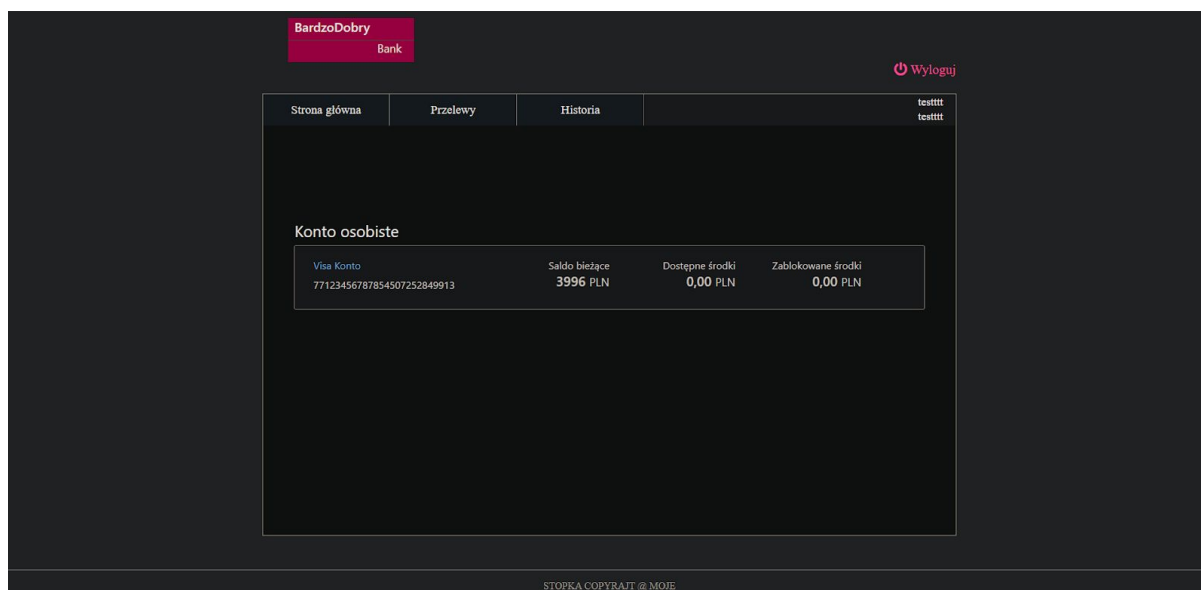 BardzoDobry
Bank
Wyloguj
Strona główna Przelewy Historia testttt
testttt
Konto osobiste
Visa Konto Saldo bieżące Dostępne środki Zablokowane środki
77123456787854507252849913 3996 PLN 0,00 PLN 0,00 PLN
STOPKA COPYRAJT @ MOJE